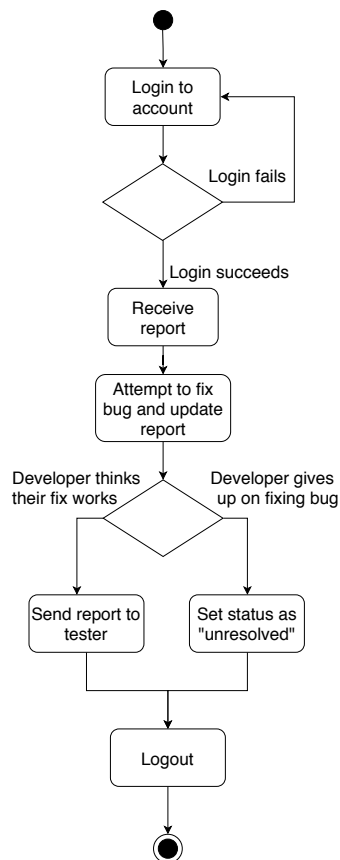 Login to
account
Login fails
Login succeeds
Receive
report
Attempt to fix
bug and update
report
Developer thinks
their fix works
Developer gives
up on fixing bug
Send report to
tester
Set status as
"unresolved"
Logout